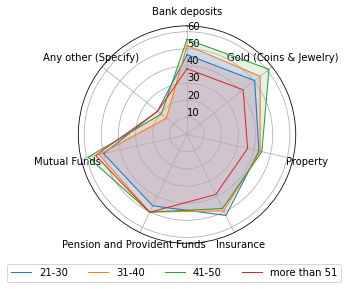 Bank deposits
60
50
40
30
20
10
Any other (Specify)
Gold (Coins & Jewelry)
Mutual Funds
Property
Pension and Provident Funds
Insurance
21-30
31-40
41-50
more than 51